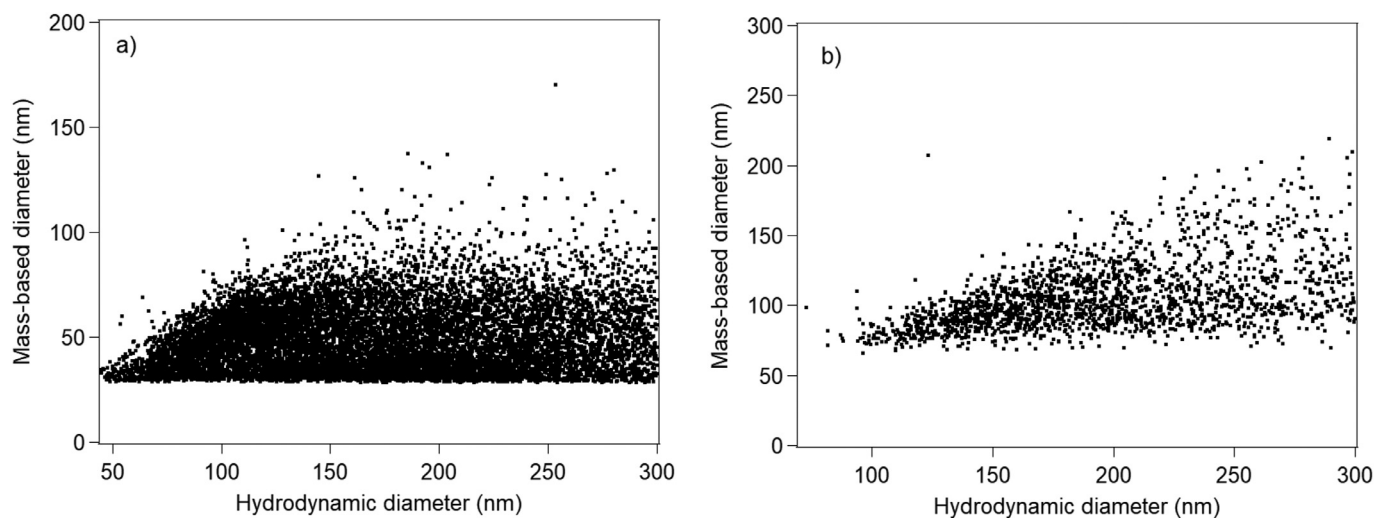 a)
Mass-based diameter (nm)
200
150
100
50
0
50 100 150 200 250 300
Hydrodynamic diameter (nm)
b)
Mass-based diameter (nm)
300
250
200
150
100
50
0
100 150 200 250 300
Hydrodynamic diameter (nm)